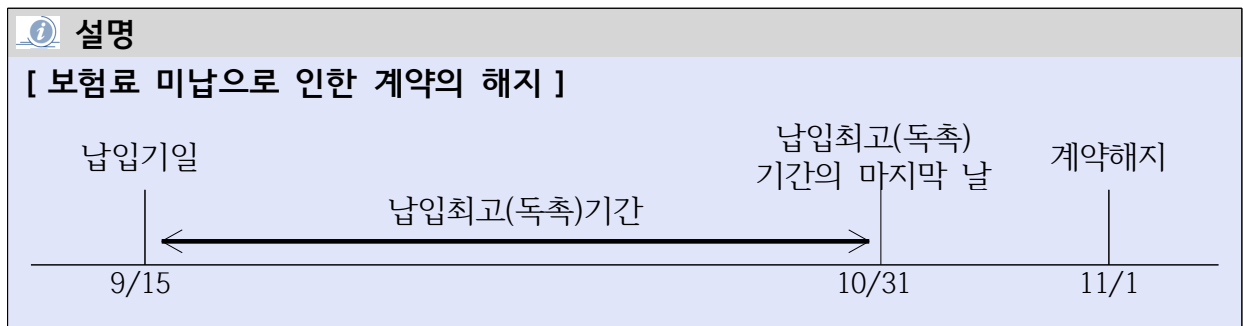 설명
[ 보험료 미납으로 인한 계약의 해지 ]
납입기일
납입최고(독촉)
기간의 마지막 날
계약해지
납입최고(독촉)기간
9/15
10/31
11/1